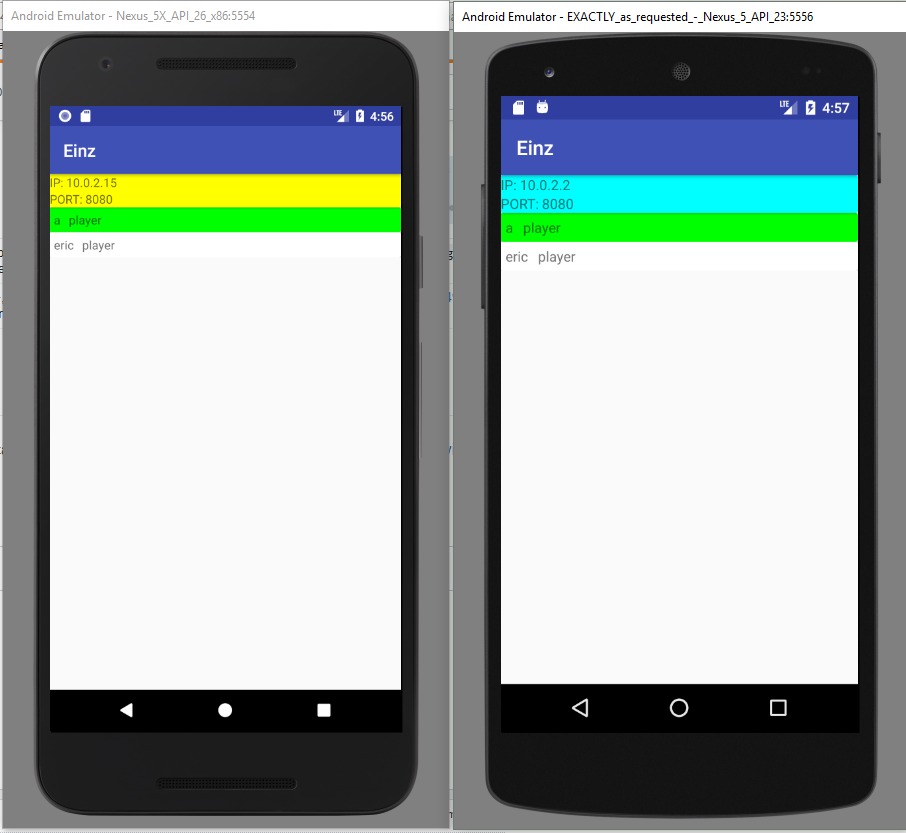 Android Emulator - Nexus_5X_API_26_x86:5554
LTE 4:56
Einz
IP: 10.0.2.15
PORT: 8080
a player
eric player
Android Emulator - EXACTLY_as_requested_-_Nexus_5_API_23:5556
LTE 4:57
Einz
IP: 10.0.2.2
PORT: 8080
a player
eric player